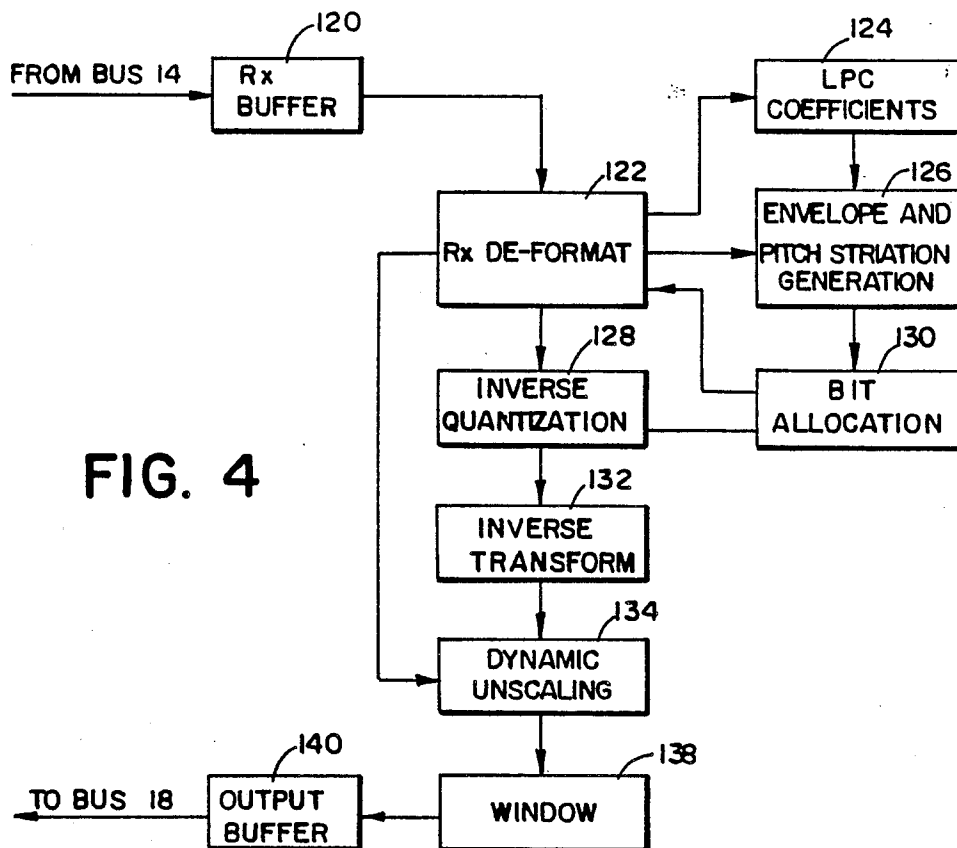 120
124
FROM BUS 14
Rx
BUFFER
LPC
COEFFICIENTS
122
126
Rx DE-FORMAT
ENVELOPE AND
PITCH STRIATION
GENERATION
128
130
INVERSE
QUANTIZATION
BIT
ALLOCATION
FIG. 4
132
INVERSE
TRANSFORM
134
DYNAMIC
UNSCALING
140
138
TO BUS 18
OUTPUT
BUFFER
WINDOW